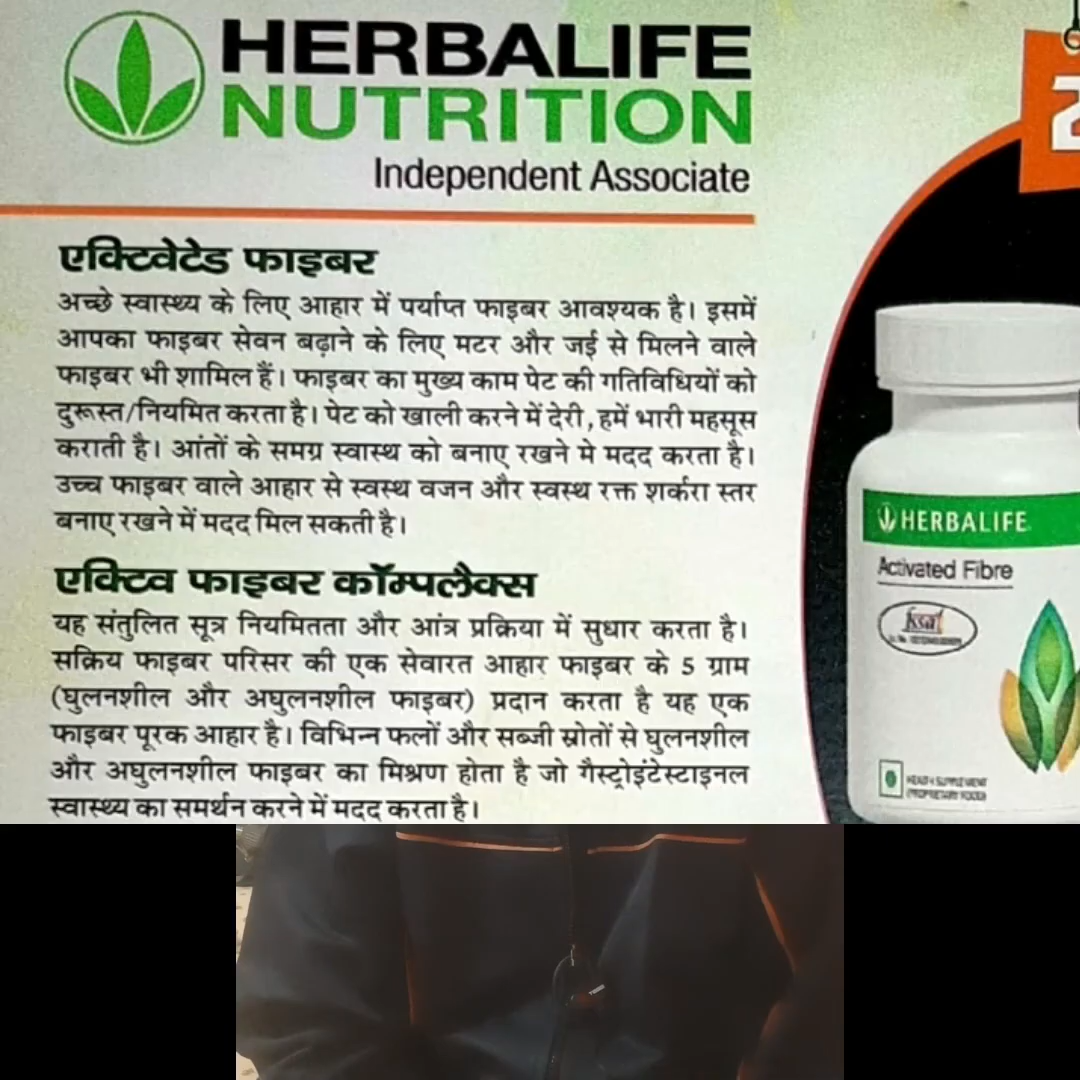 HERBALIFE
NUTRITION
Independent Associate
2
एक्टिवेटेड फाइबर
अच्छे स्वास्थ्य के लिए आहार में पर्याप्त फाइबर आवश्यक है। इसमें
आपका फाइबर सेवन बढ़ाने के लिए मटर और जई से मिलने वाले
फाइबर भी शामिल हैं। फाइबर का मुख्य काम पेट की गतिविधियों को
दुरूस्त/नियमित करता है। पेट को खाली करने में देरी, हमें भारी महसूस
कराती है। आंतों के समग्र स्वास्थ को बनाए रखने मे मदद करता है।
उच्च फाइबर वाले आहार से स्वस्थ वजन और स्वस्थ रक्त शर्करा स्तर
बनाए रखने में मदद मिल सकती है।
एक्टिव फाइबर कॉम्पलैक्स
यह संतुलित सूत्र नियमितता और आंत्र प्रक्रिया में सुधार करता है।
सक्रिय फाइबर परिसर की एक सेवारत आहार फाइबर के 5 ग्राम
(घुलनशील और अघुलनशील फाइबर) प्रदान करता है यह एक
फाइबर पूरक आहार है। विभिन्न फलों और सब्जी स्रोतों से घुलनशील
और अघुलनशील फाइबर का मिश्रण होता है जो गैस्ट्रोइंटेस्टाइनल
स्वास्थ्य का समर्थन करने में मदद करता है।
HERBALIFE
Activated Fibre
fssai
HEALTH SUPPLEMENT
(PROPRIETARY FOOD)